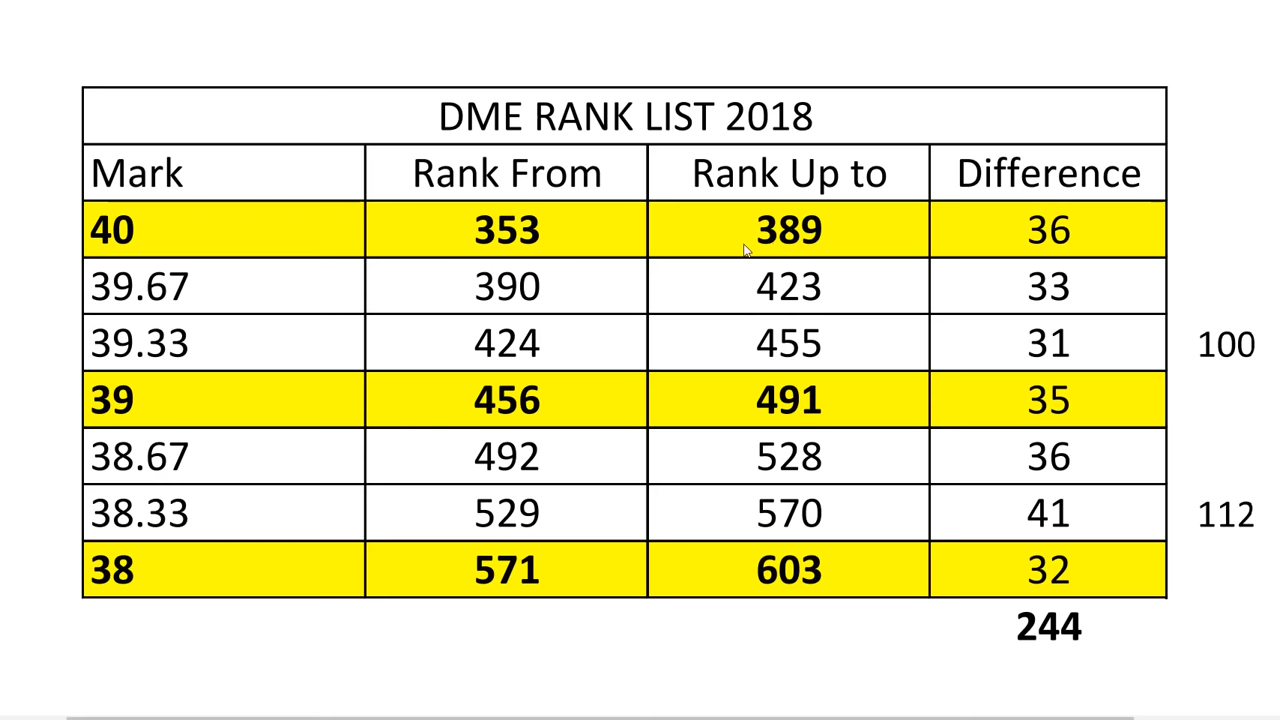 DME RANK LIST 2018
Mark Rank From Rank Up to Difference
40 353 389 36
39.67 390 423 33
39.33 424 455 31 100
39 456 491 35
38.67 492 528 36
38.33 529 570 41 112
38 571 603 32
244